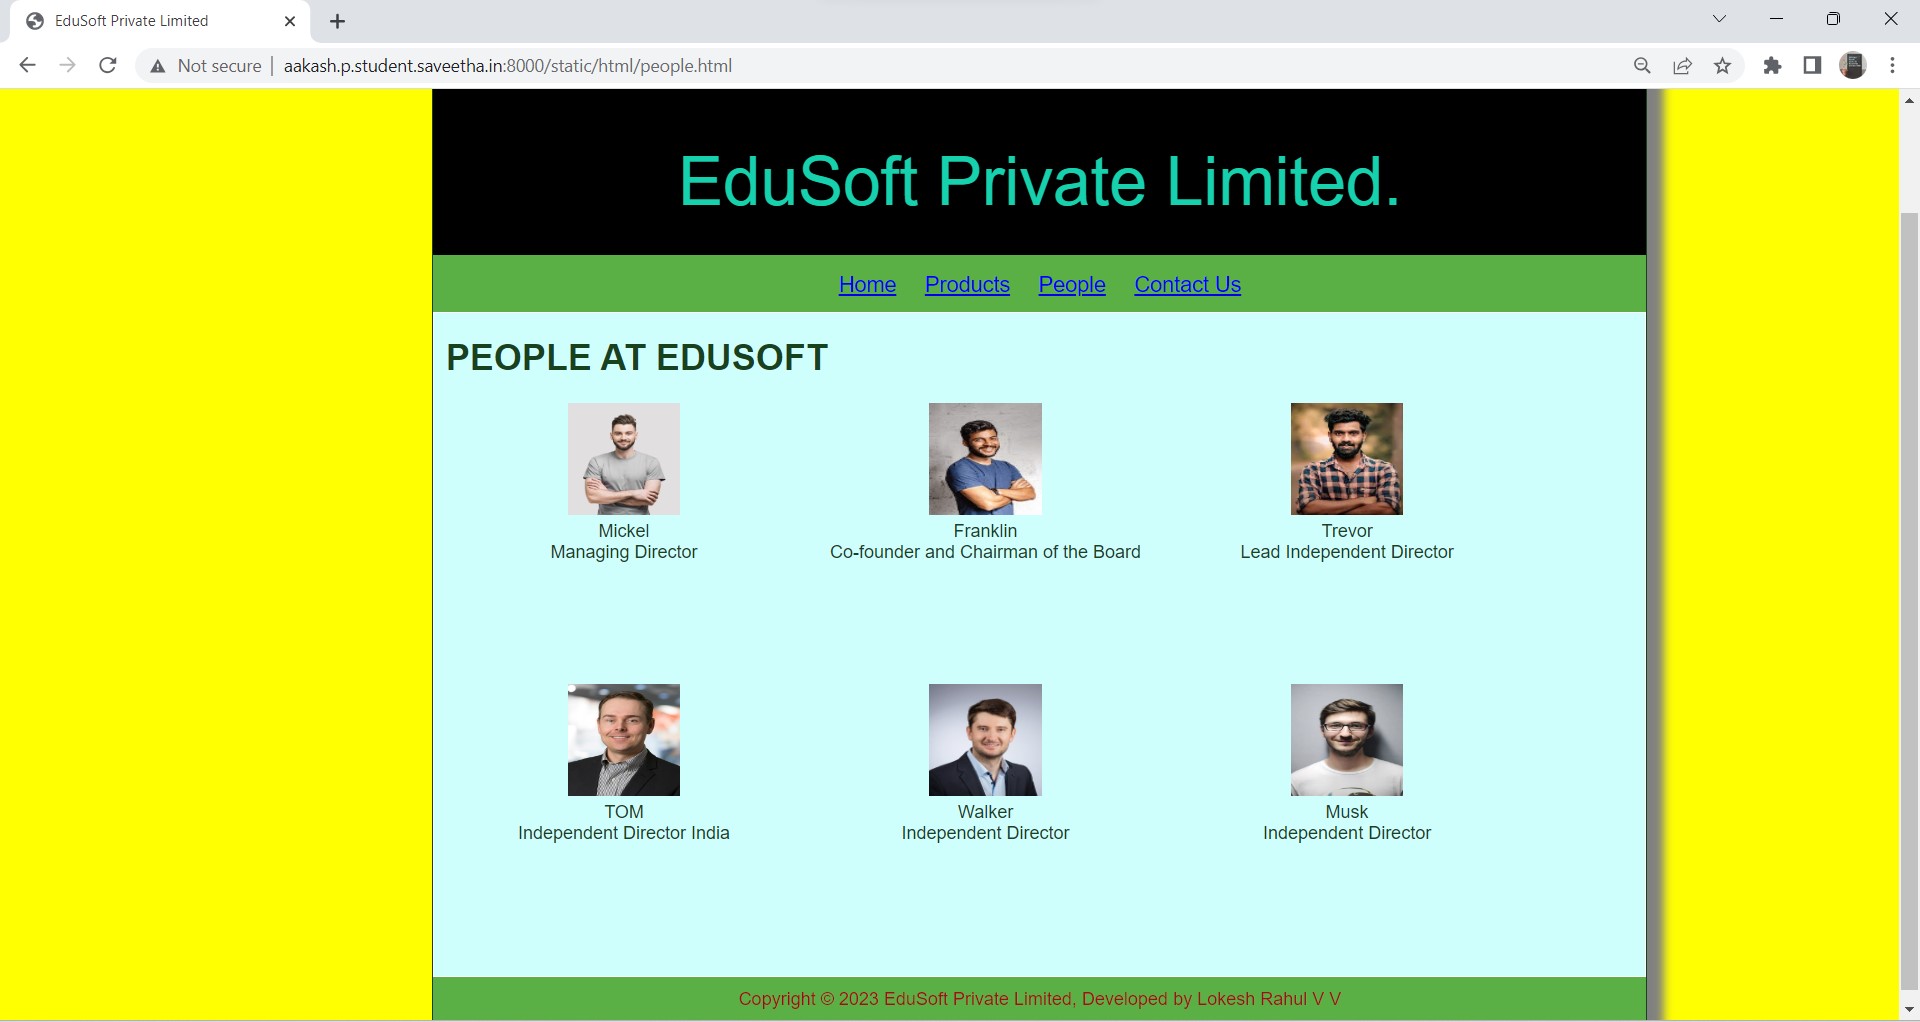 EduSoft Private Limited
Not secure | aakash.p.student.saveetha.in:8000/static/html/people.html
EduSoft Private Limited.
Home Products People Contact Us
PEOPLE AT EDUSOFT
Mickel
Managing Director
Franklin
Co-founder and Chairman of the Board
Trevor
Lead Independent Director
TOM
Independent Director India
Walker
Independent Director
Musk
Independent Director
Copyright © 2023 EduSoft Private Limited, Developed by Lokesh Rahul V V